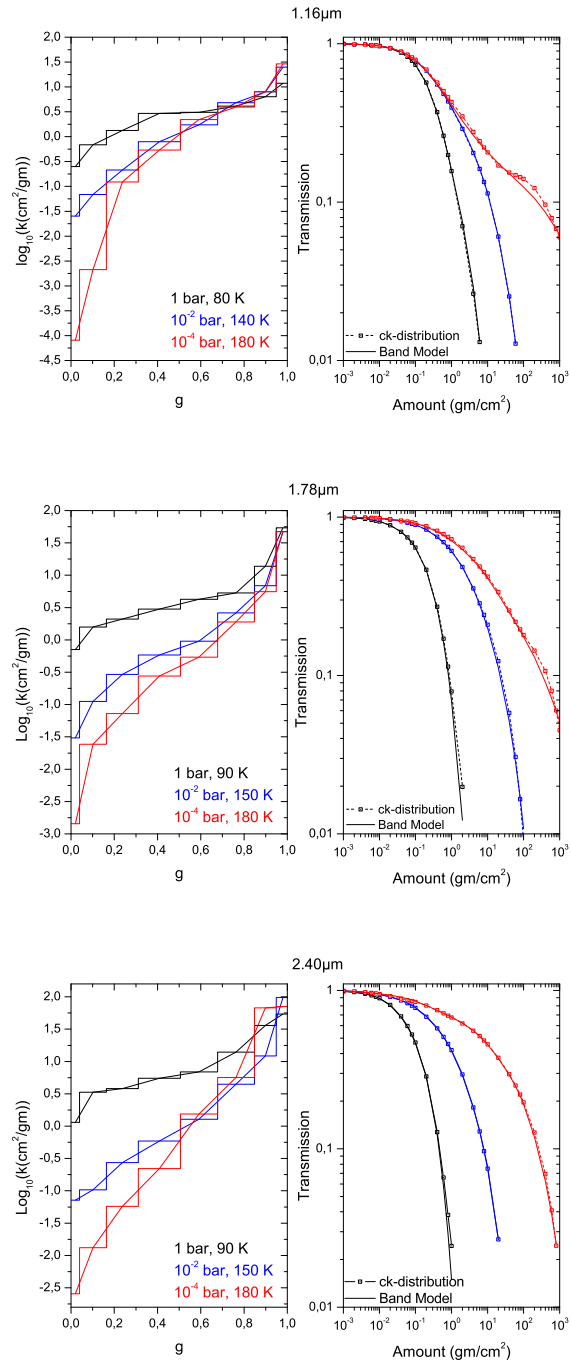 1.16µm
log₁₀(k(cm²/gm))
2,0
1,5
1,0
0,5
0,0
-0,5
-1,0
-1,5
-2,0
-2,5
-3,0
-3,5
-4,0
-4,5
0,0 0,2 0,4 0,6 0,8 1,0
g
1 bar, 80 K
10⁻² bar, 140 K
10⁻⁴ bar, 180 K
Transmission
1
0,1
0,01
10⁻³ 10⁻² 10⁻¹ 10⁰ 10¹ 10² 10³
Amount (gm/cm²)
ck-distribution
Band Model
1.78µm
Log₁₀(k(cm²/gm))
2,0
1,5
1,0
0,5
0,0
-0,5
-1,0
-1,5
-2,0
-2,5
-3,0
0,0 0,2 0,4 0,6 0,8 1,0
g
1 bar, 90 K
10⁻² bar, 150 K
10⁻⁴ bar, 180 K
Transmission
1
0,1
0,01
10⁻³ 10⁻² 10⁻¹ 10⁰ 10¹ 10² 10³
Amount (gm/cm²)
ck-distribution
Band Model
2.40µm
Log₁₀(k(cm²/gm))
2,0
1,5
1,0
0,5
0,0
-0,5
-1,0
-1,5
-2,0
-2,5
0,0 0,2 0,4 0,6 0,8 1,0
g
1 bar, 90 K
10⁻² bar, 150 K
10⁻⁴ bar, 180 K
Transmission
1
0,1
0,01
10⁻³ 10⁻² 10⁻¹ 10⁰ 10¹ 10² 10³
Amount (gm/cm²)
ck-distribution
Band Model